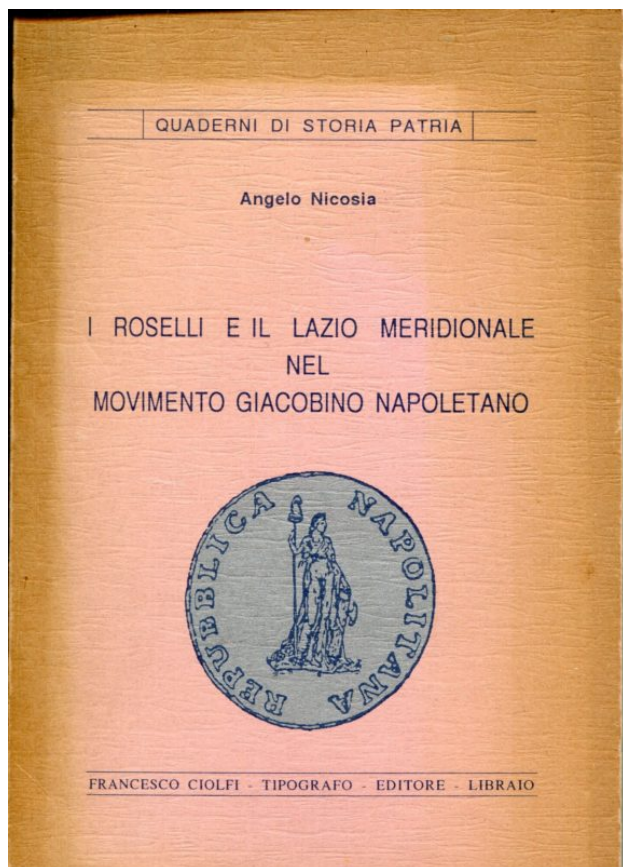 QUADERNI DI STORIA PATRIA
Angelo Nicosia
I ROSELLI E IL LAZIO MERIDIONALE
NEL
MOVIMENTO GIACOBINO NAPOLETANO
REPUBBLICA NAPOLITANA
FRANCESCO CIOLFI - TIPOGRAFO - EDITORE - LIBRAIO